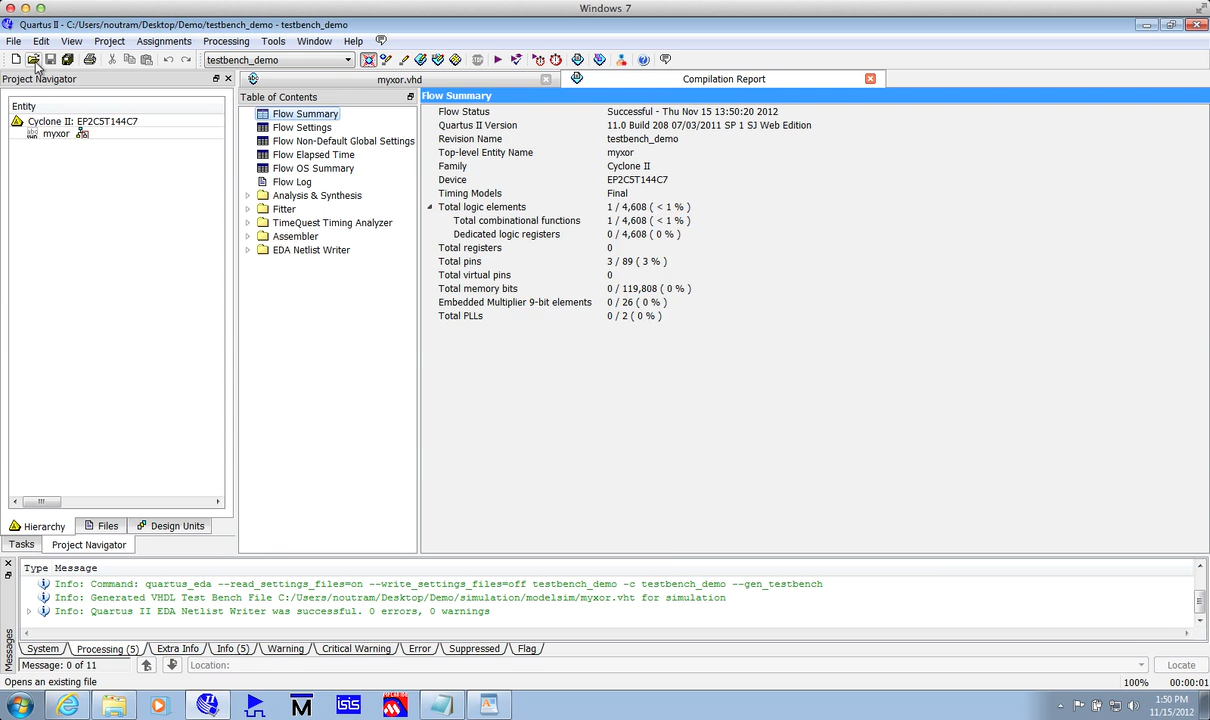 Windows 7
Quartus II - C:/Users/noutram/Desktop/Demo/testbench_demo - testbench_demo
File Edit View Project Assignments Processing Tools Window Help
testbench_demo
Project Navigator
myxor.vhd
Compilation Report
Entity
Cyclone II: EP2C5T144C7
myxor
Table of Contents
Flow Summary
Flow Settings
Flow Non-Default Global Settings
Flow Elapsed Time
Flow OS Summary
Flow Log
Analysis & Synthesis
Fitter
TimeQuest Timing Analyzer
Assembler
EDA Netlist Writer
Flow Summary
Flow Status Successful - Thu Nov 15 13:50:20 2012
Quartus II Version 11.0 Build 208 07/03/2011 SP 1 SJ Web Edition
Revision Name testbench_demo
Top-level Entity Name myxor
Family Cyclone II
Device EP2C5T144C7
Timing Models Final
Total logic elements 1 / 4,608 ( < 1 % )
Total combinational functions 1 / 4,608 ( < 1 % )
Dedicated logic registers 0 / 4,608 ( 0 % )
Total registers 0
Total pins 3 / 89 ( 3 % )
Total virtual pins 0
Total memory bits 0 / 119,808 ( 0 % )
Embedded Multiplier 9-bit elements 0 / 26 ( 0 % )
Total PLLs 0 / 2 ( 0 % )
Hierarchy Files Design Units
Tasks Project Navigator
Type Message
Info: Command: quartus_eda --read_settings_files=on --write_settings_files=off testbench_demo -c testbench_demo --gen_testbench
Info: Generated VHDL Test Bench File C:/Users/noutram/Desktop/Demo/simulation/modelsim/myxor.vht for simulation
Info: Quartus II EDA Netlist Writer was successful. 0 errors, 0 warnings
Messages
System Processing (5) Extra Info Info (5) Warning Critical Warning Error Suppressed Flag
Message: 0 of 11 Location: Locate
Opens an existing file 100% 00:00:01
M ISIS
1:50 PM
11/15/2012